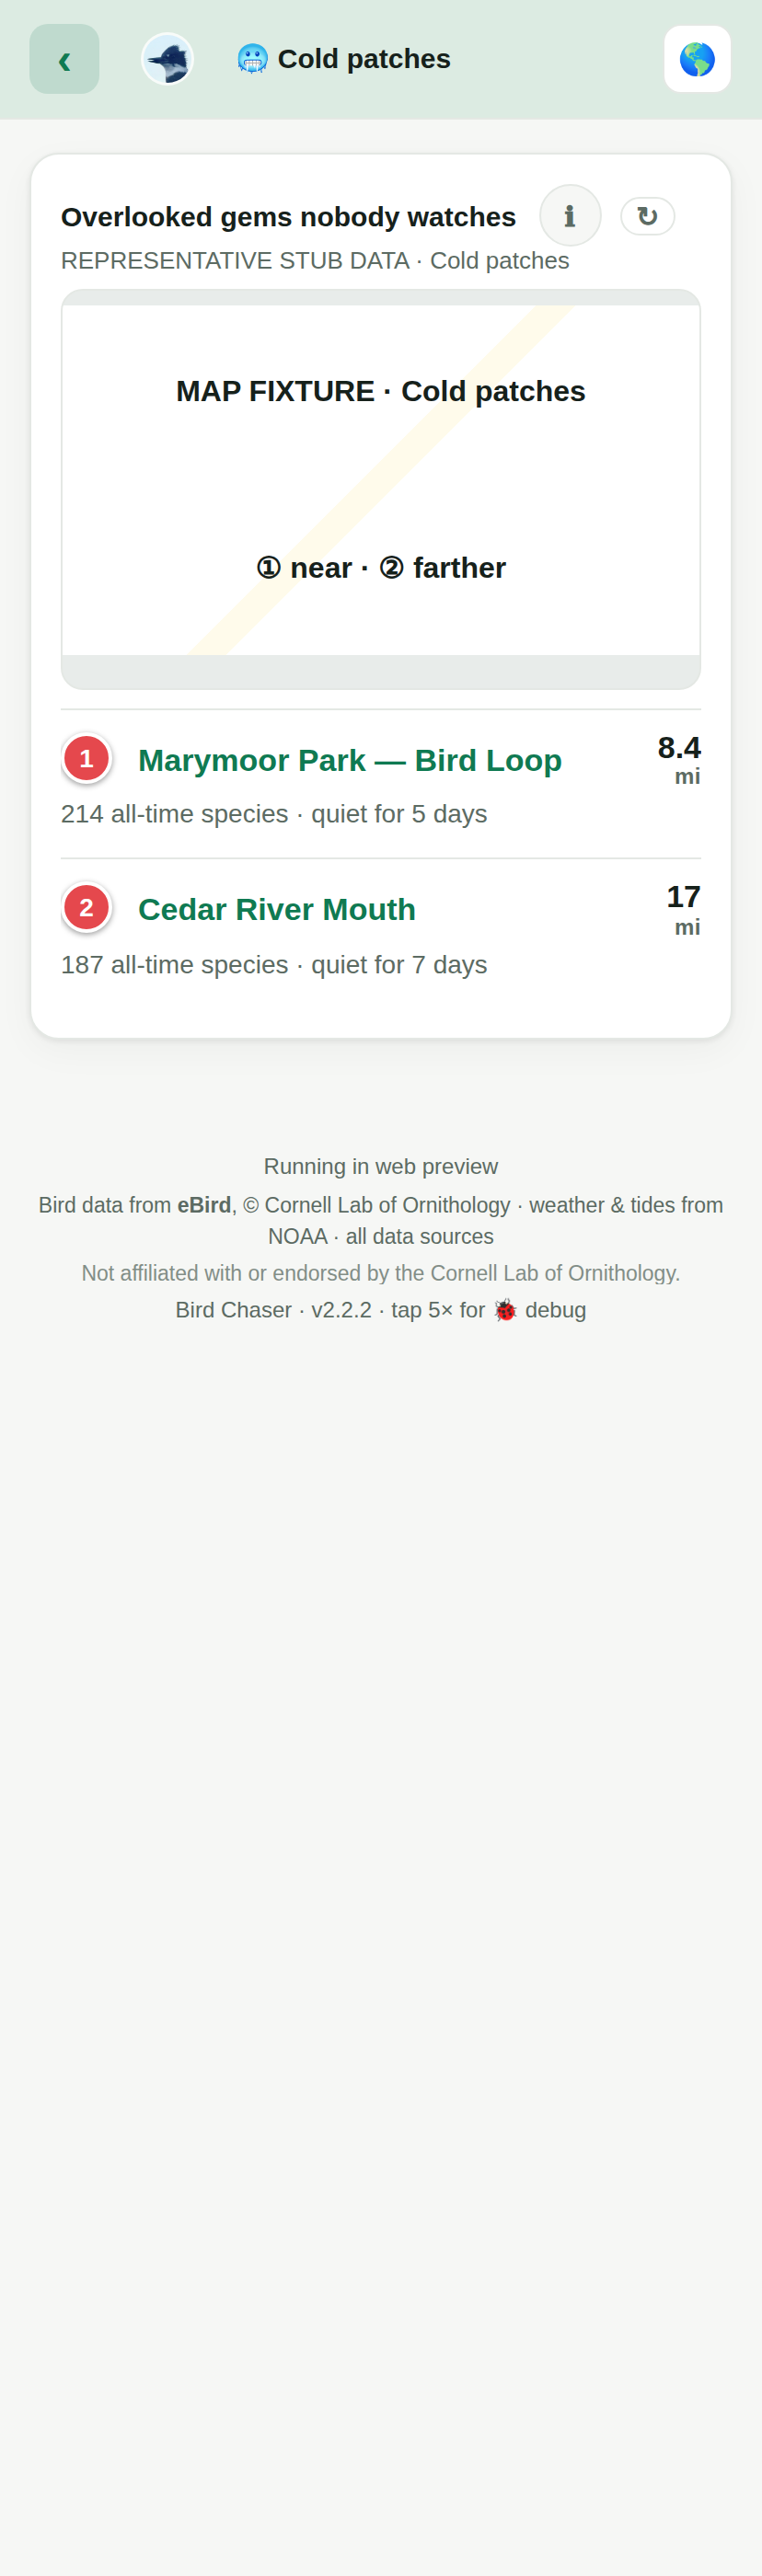 ‹ 🥶 Cold patches 🌎
Overlooked gems nobody watches ℹ ↻
REPRESENTATIVE STUB DATA · Cold patches
MAP FIXTURE · Cold patches
① near · ② farther
1 Marymoor Park — Bird Loop 8.4
mi
214 all-time species · quiet for 5 days
2 Cedar River Mouth 17
mi
187 all-time species · quiet for 7 days
Running in web preview
Bird data from eBird, © Cornell Lab of Ornithology · weather & tides from
NOAA · all data sources
Not affiliated with or endorsed by the Cornell Lab of Ornithology.
Bird Chaser · v2.2.2 · tap 5× for 🐞 debug